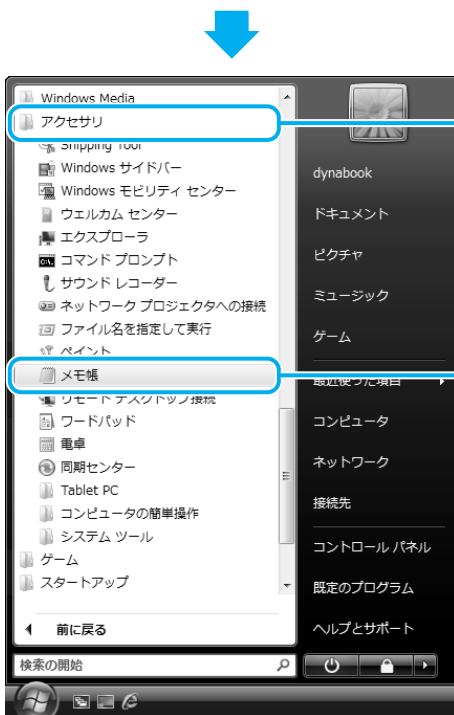 Windows Media
アクセサリ
Snipping Tool
Windows サイドバー
Windows モビリティ センター
ウェルカム センター
エクスプローラ
コマンド プロンプト
サウンド レコーダー
ネットワーク プロジェクタへの接続
ファイル名を指定して実行
ペイント
メモ帳
リモート デスクトップ接続
ワードパッド
電卓
同期センター
Tablet PC
コンピュータの簡単操作
システム ツール
ゲーム
スタートアップ
前に戻る
検索の開始
dynabook
ドキュメント
ピクチャ
ミュージック
ゲーム
最近使った項目
コンピュータ
ネットワーク
接続先
コントロール パネル
既定のプログラム
ヘルプとサポート